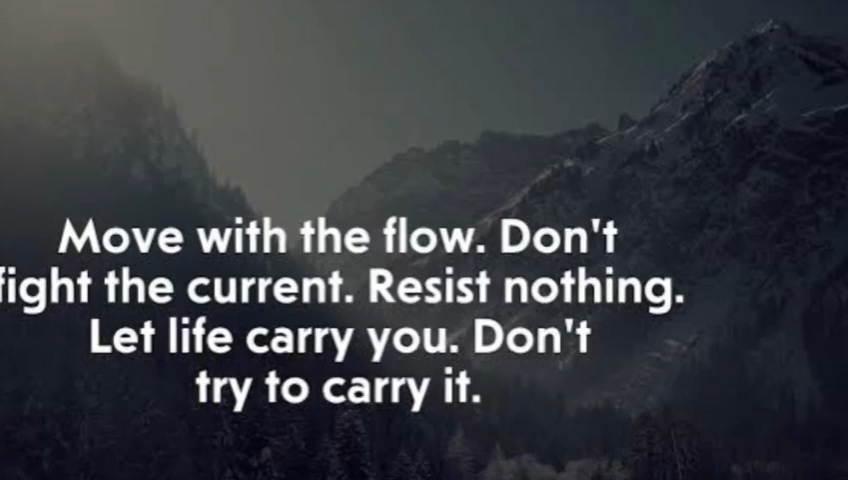 Move with the flow. Don't
fight the current. Resist nothing.
Let life carry you. Don't
try to carry it.